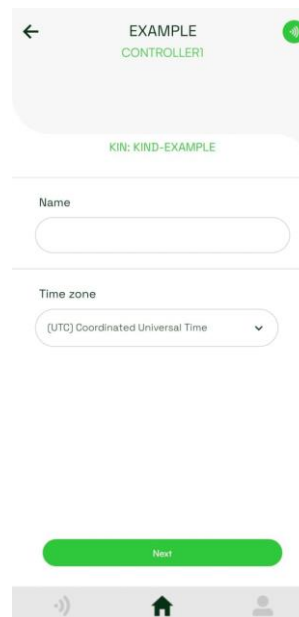 EXAMPLE
CONTROLLER1
KIN: KIND-EXAMPLE
Name
Time zone
(UTC) Coordinated Universal Time
Next